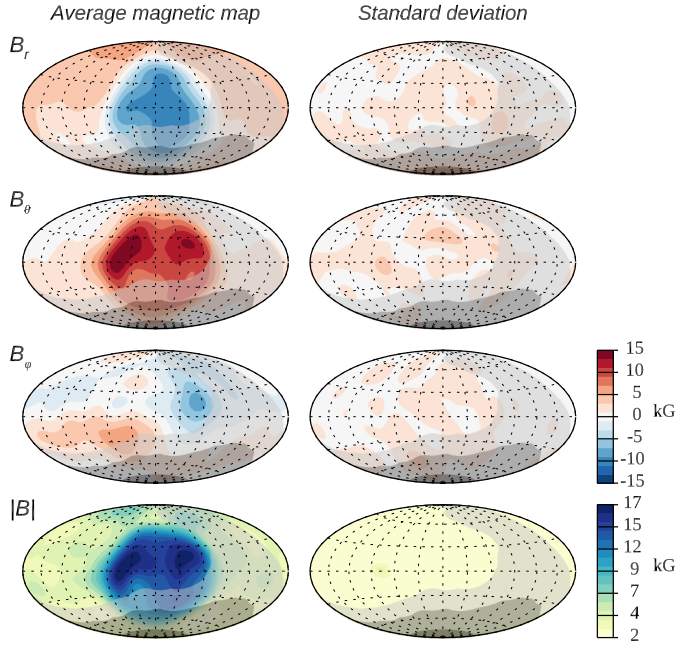 Average magnetic map Standard deviation
B_r
B_θ
B_φ
15
10
5
0 kG
-5
-10
-15
|B|
17
15
12
9 kG
7
4
2